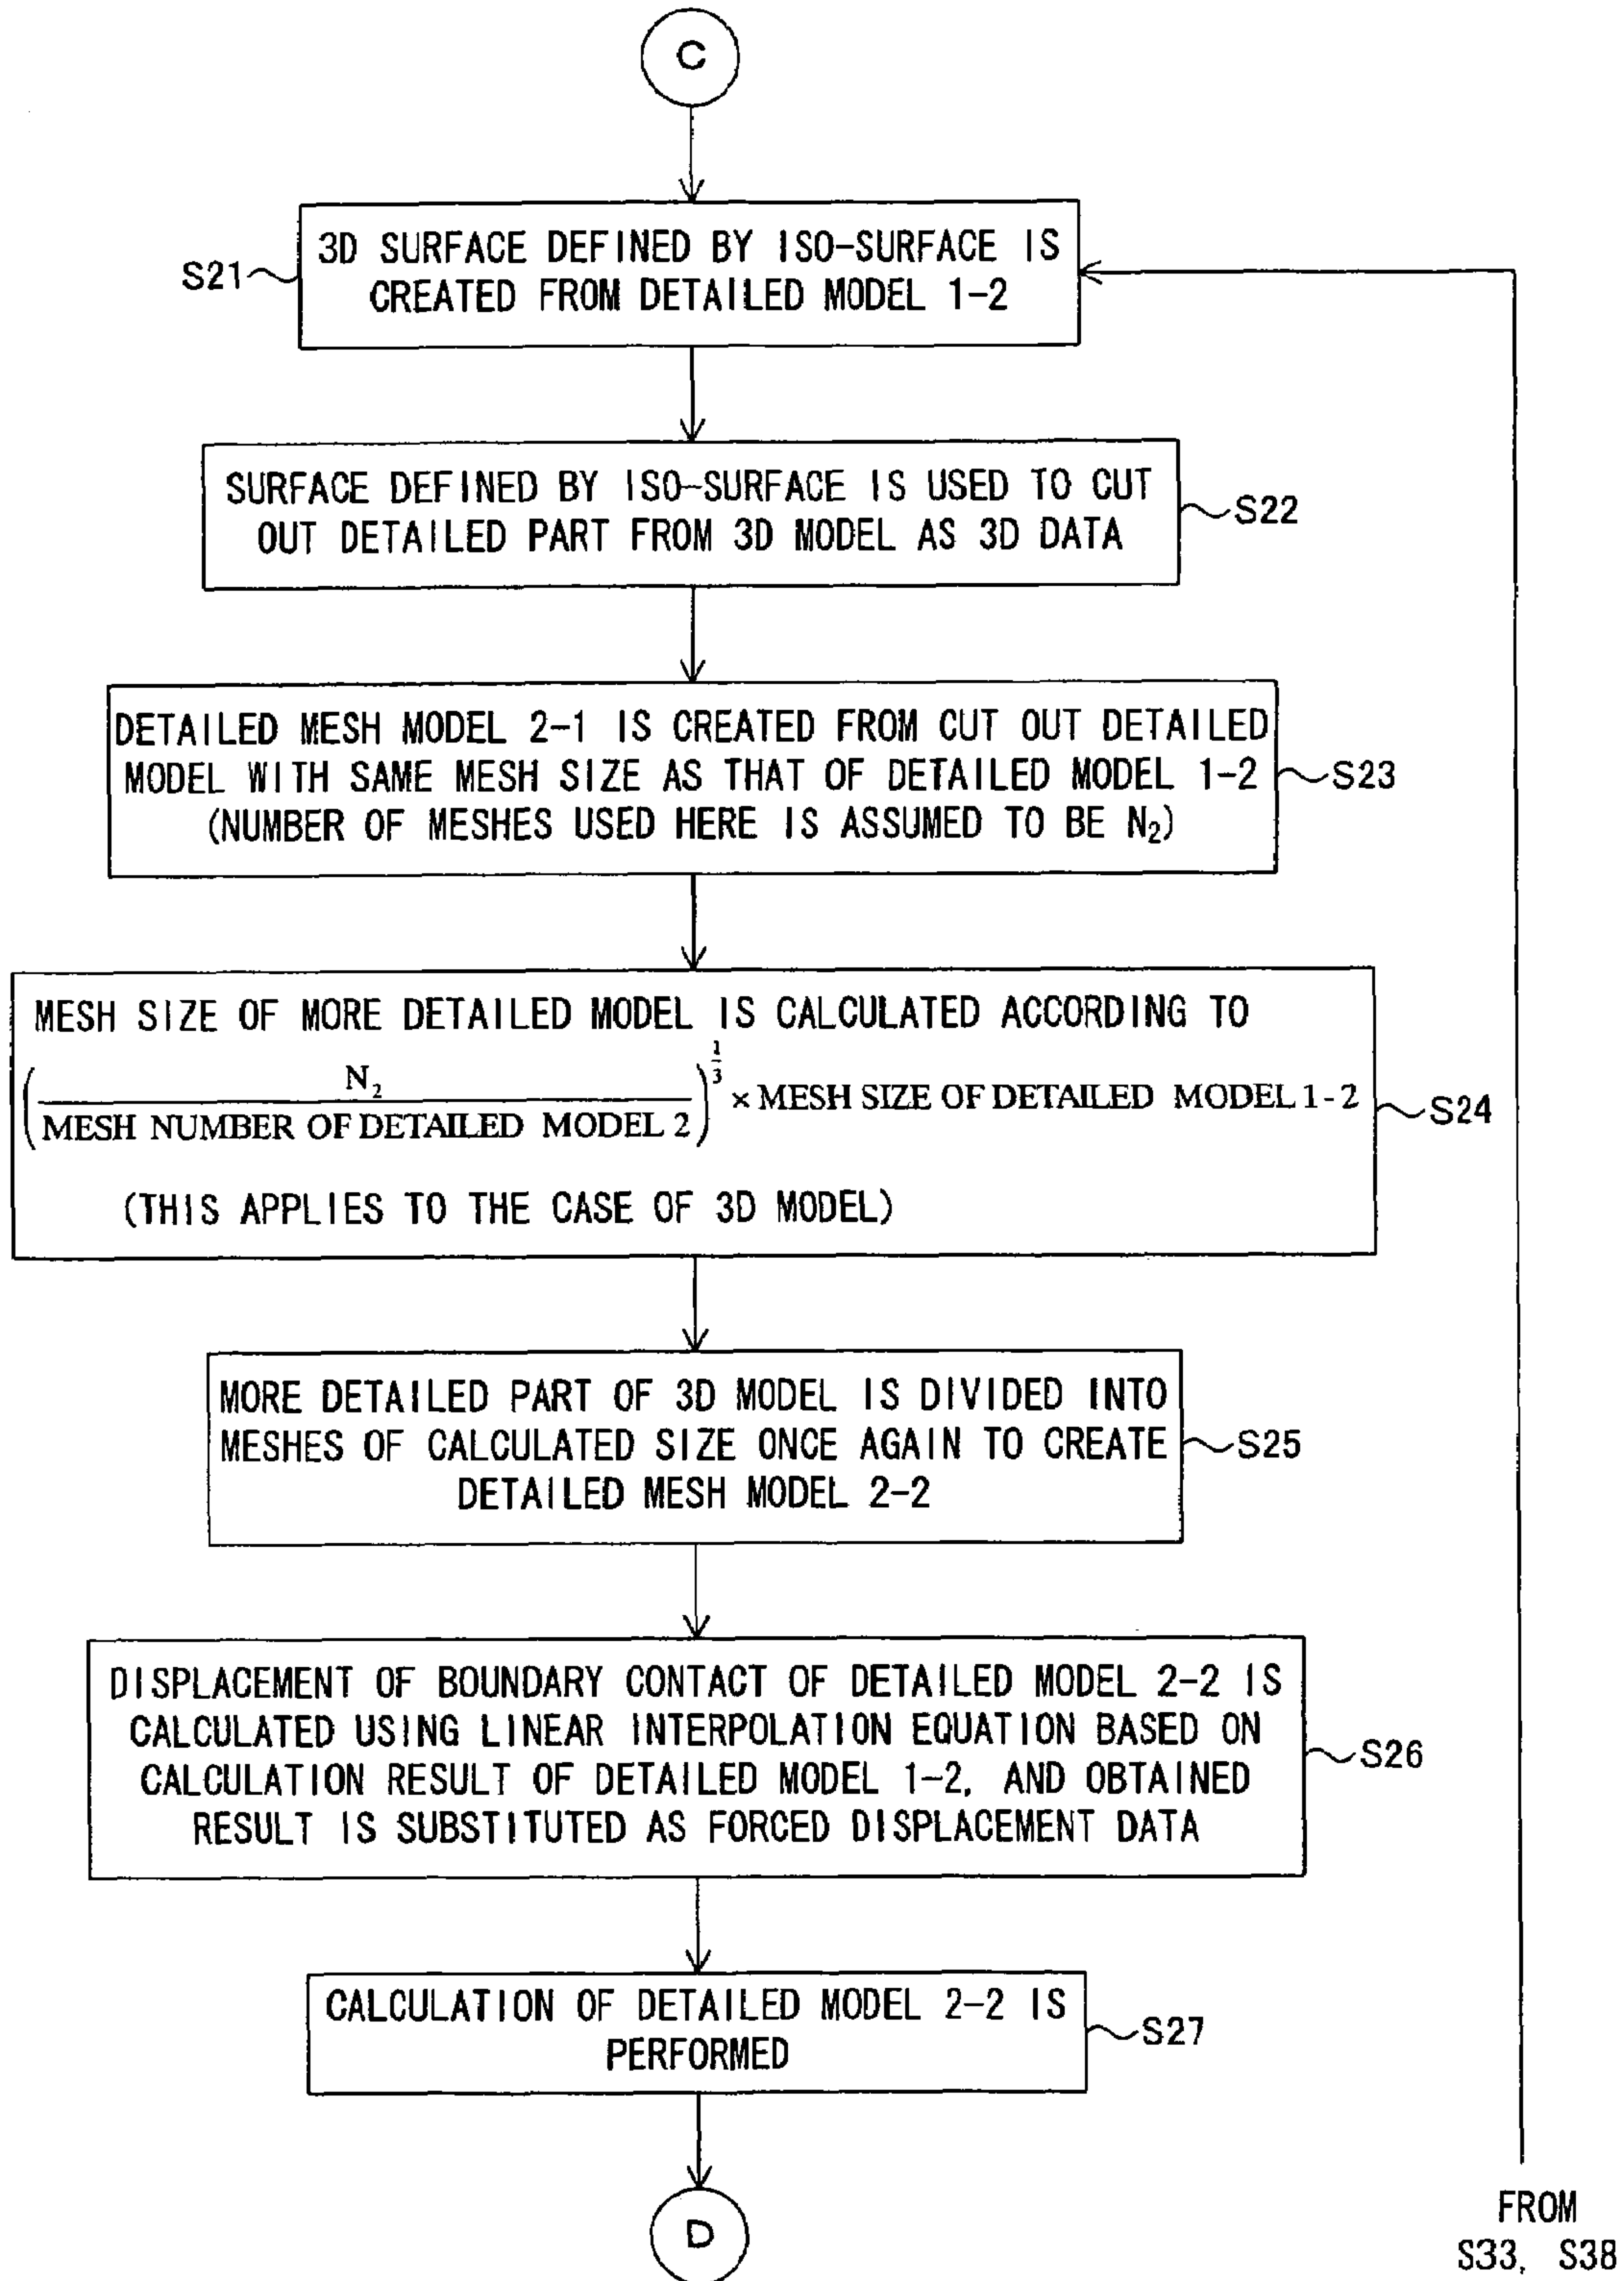 C
S21
3D SURFACE DEFINED BY ISO-SURFACE IS
CREATED FROM DETAILED MODEL 1-2
SURFACE DEFINED BY ISO-SURFACE IS USED TO CUT
OUT DETAILED PART FROM 3D MODEL AS 3D DATA
S22
DETAILED MESH MODEL 2-1 IS CREATED FROM CUT OUT DETAILED
MODEL WITH SAME MESH SIZE AS THAT OF DETAILED MODEL 1-2
(NUMBER OF MESHES USED HERE IS ASSUMED TO BE N₂)
S23
MESH SIZE OF MORE DETAILED MODEL IS CALCULATED ACCORDING TO
(N₂ / MESH NUMBER OF DETAILED MODEL 2)^(1/3) × MESH SIZE OF DETAILED MODEL 1-2
(THIS APPLIES TO THE CASE OF 3D MODEL)
S24
MORE DETAILED PART OF 3D MODEL IS DIVIDED INTO
MESHES OF CALCULATED SIZE ONCE AGAIN TO CREATE
DETAILED MESH MODEL 2-2
S25
DISPLACEMENT OF BOUNDARY CONTACT OF DETAILED MODEL 2-2 IS
CALCULATED USING LINEAR INTERPOLATION EQUATION BASED ON
CALCULATION RESULT OF DETAILED MODEL 1-2, AND OBTAINED
RESULT IS SUBSTITUTED AS FORCED DISPLACEMENT DATA
S26
CALCULATION OF DETAILED MODEL 2-2 IS
PERFORMED
S27
D
FROM
S33, S38